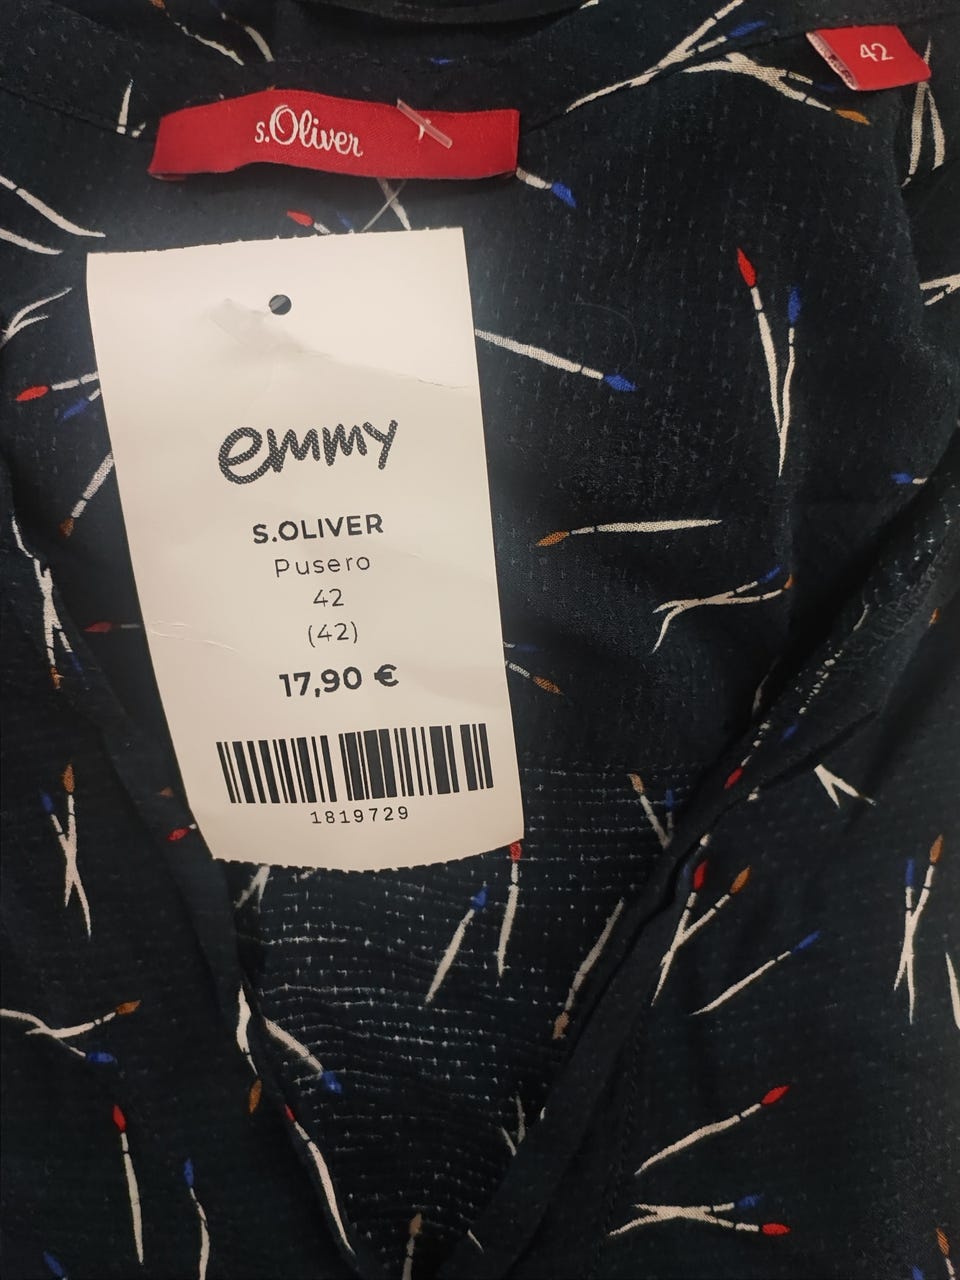 s.Oliver
42
emmy
S.OLIVER
Pusero
42
(42)
17,90 €
1819729